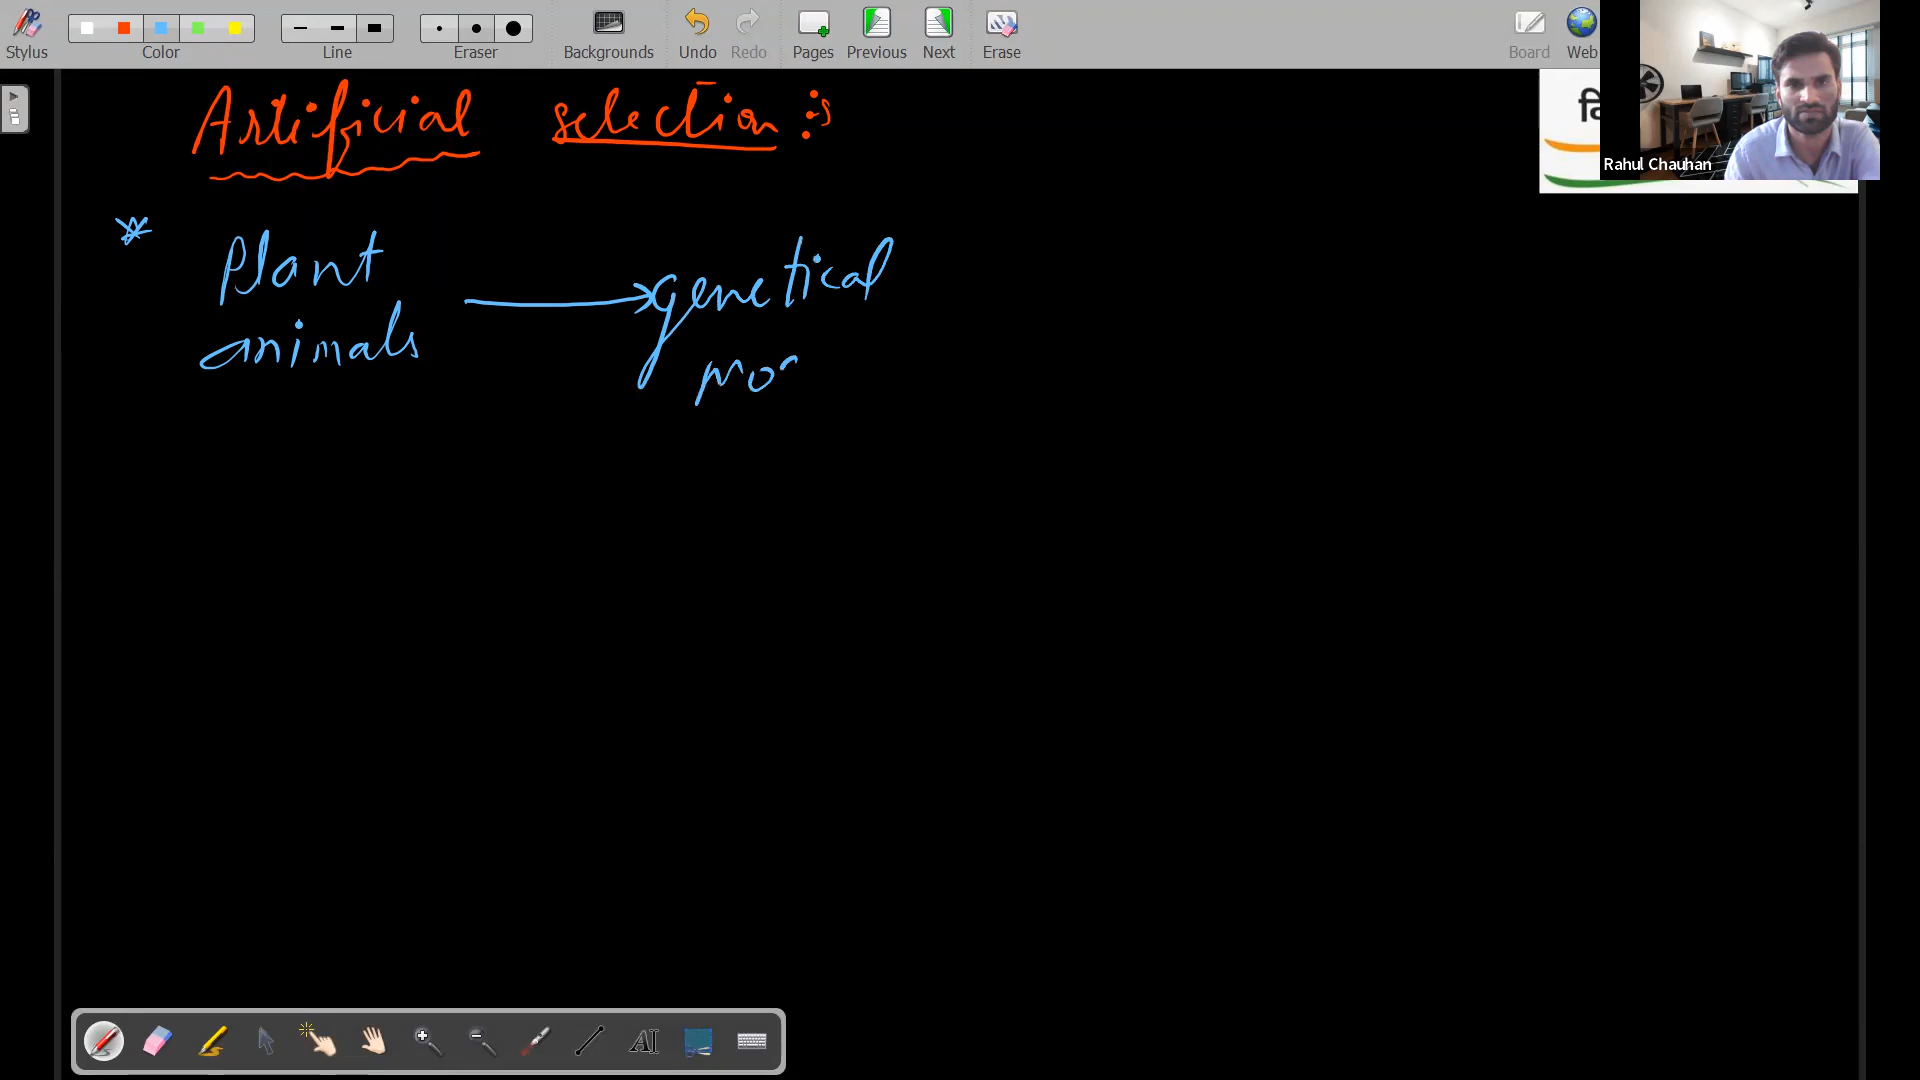 Stylus Color Line Eraser Backgrounds Undo Redo Pages Previous Next Erase Board Web
Rahul Chauhan
Artificial selection :-
* Plant
animals → genetical
mo